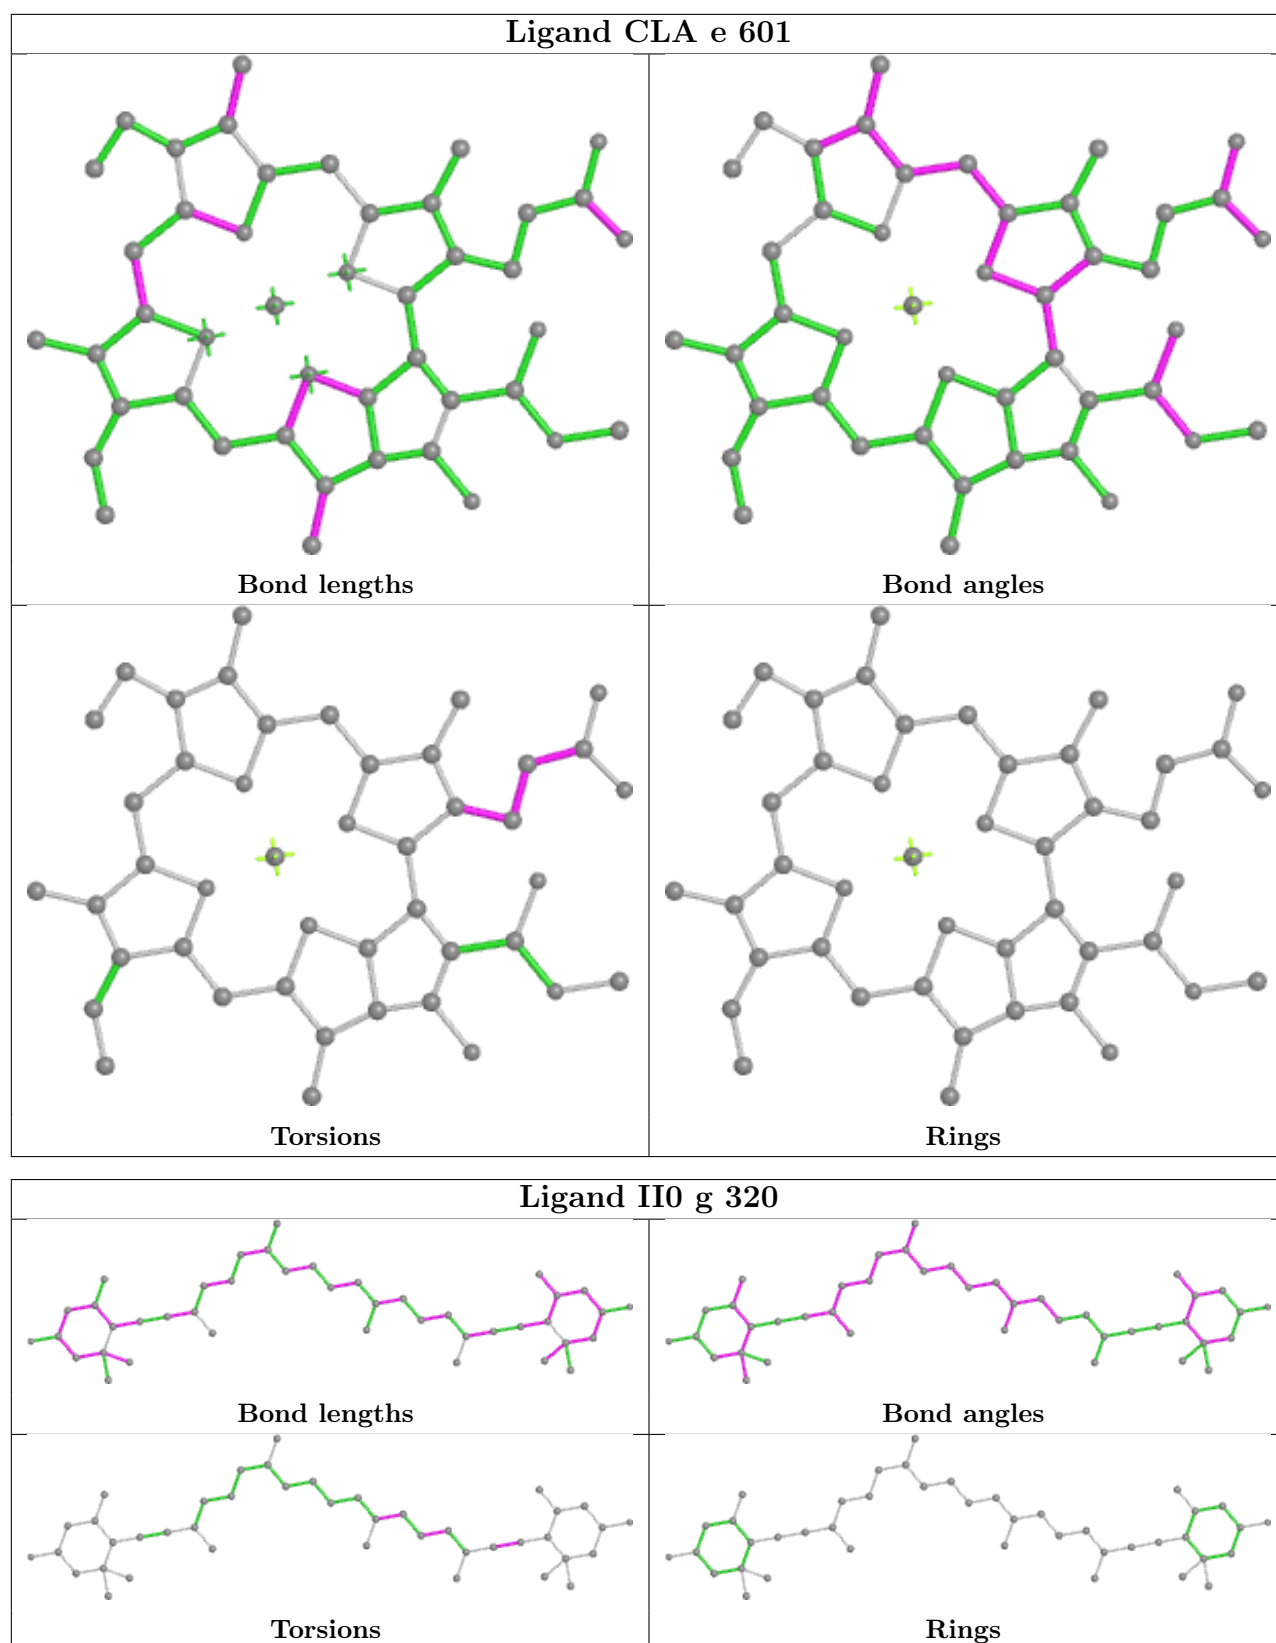 Ligand CLA e 601
Bond lengths
Bond angles
Torsions
Rings
Ligand II0 g 320
Bond lengths
Bond angles
Torsions
Rings